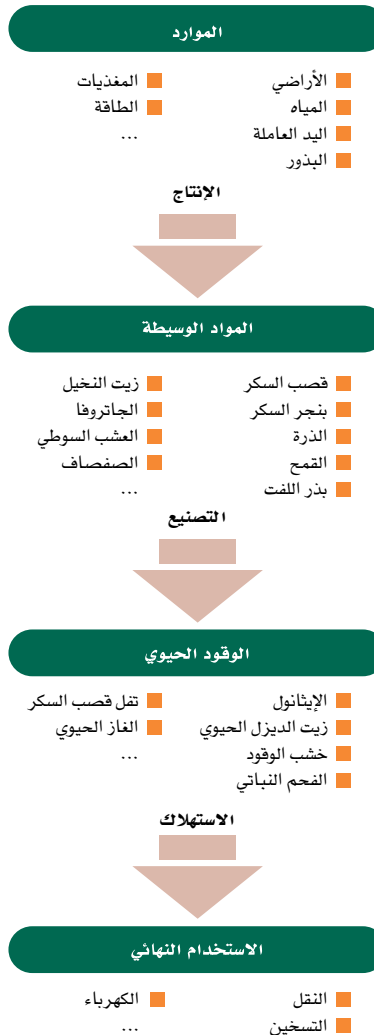 الموارد
الأراضي
المياه
اليد العاملة
البذور
المغذيات
الطاقة
...
الإنتاج
المواد الوسيطة
قصب السكر
بنجر السكر
الذرة
القمح
بذر اللفت
زيت النخيل
الجاتروفا
العشب السوطي
الصفصاف
...
التصنيع
الوقود الحيوي
الإيثانول
زيت الديزل الحيوي
خشب الوقود
الفحم النباتي
تفل قصب السكر
الغاز الحيوي
...
الاستهلاك
الاستخدام النهائي
النقل
التسخين
الكهرباء
...